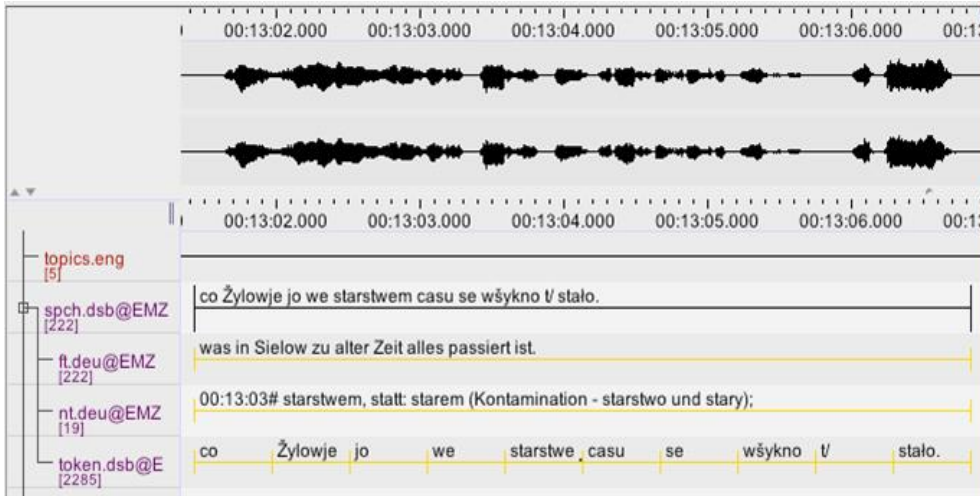 00:13:02.000 00:13:03.000 00:13:04.000 00:13:05.000 00:13:06.000 00:1
00:13:02.000 00:13:03.000 00:13:04.000 00:13:05.000 00:13:06.000 00:1
topics.eng
[5]
co Žylowje jo we starstwem casu se wšykno t/ stało.
spch.dsb@EMZ
[222]
was in Sielow zu alter Zeit alles passiert ist.
ft.deu@EMZ
[222]
00:13:03# starstwem, statt: starem (Kontamination - starstwo und stary);
nt.deu@EMZ
[19]
co Žylowje jo we starstwe casu se wšykno t/ stało.
token.dsb@E
[2285]